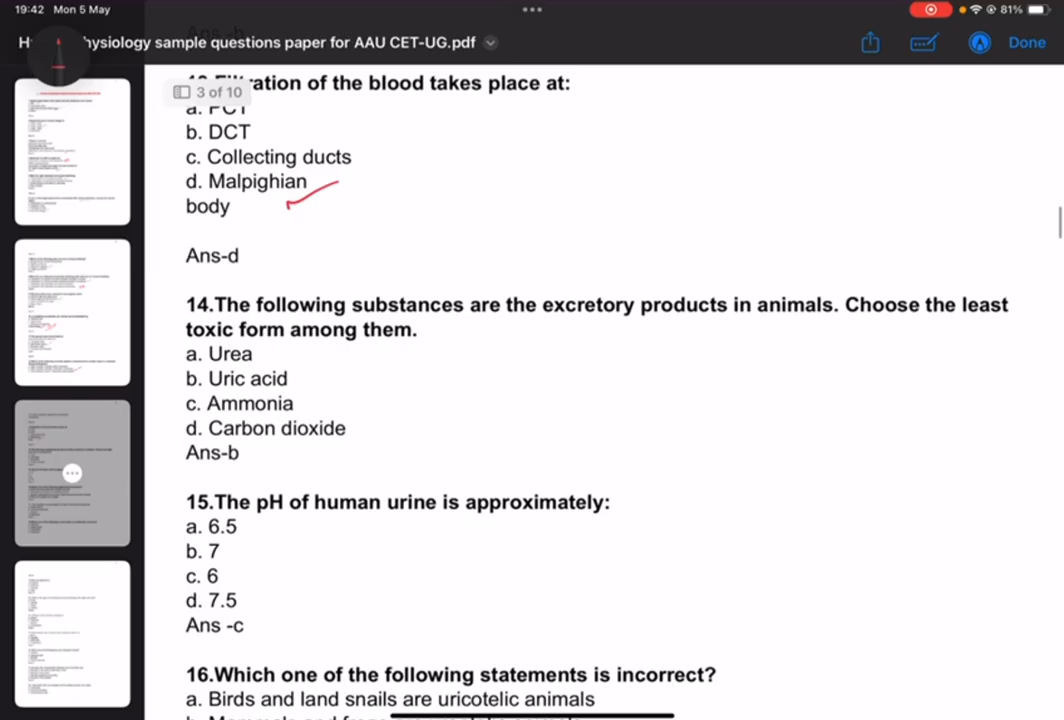 19:42 Mon 5 May
81%
H hysiology sample questions paper for AAU CET-UG.pdf
Done
ration of the blood takes place at:
3 of 10
a. PCT
b. DCT
c. Collecting ducts
d. Malpighian
body
Ans-d
14.The following substances are the excretory products in animals. Choose the least
toxic form among them.
a. Urea
b. Uric acid
c. Ammonia
d. Carbon dioxide
Ans-b
15.The pH of human urine is approximately:
a. 6.5
b. 7
c. 6
d. 7.5
Ans -c
16.Which one of the following statements is incorrect?
a. Birds and land snails are uricotelic animals